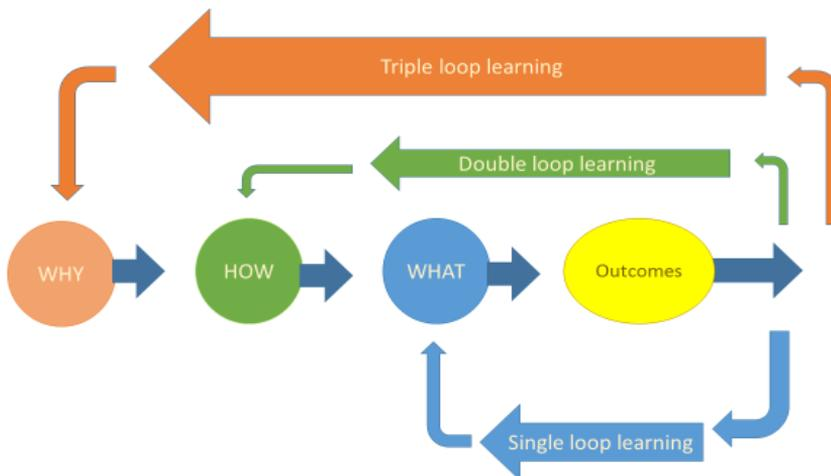 Triple loop learning
Double loop learning
WHY
HOW
WHAT
Outcomes
Single loop learning